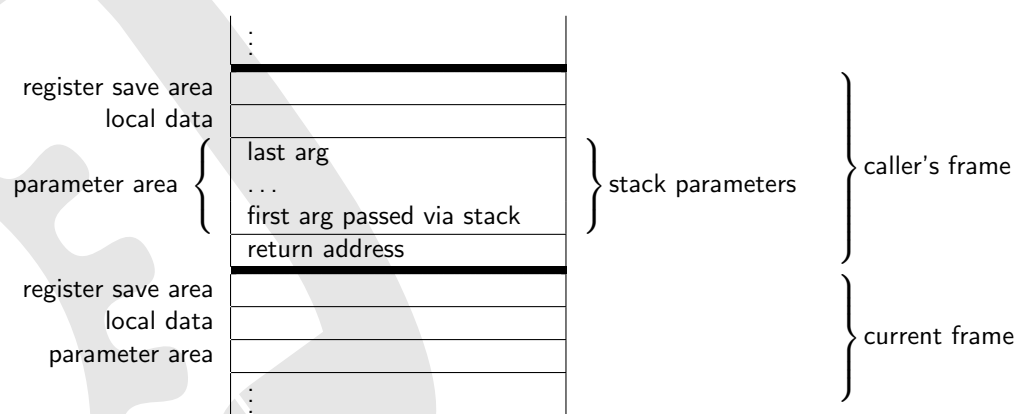 ⋮
register save area
local data
last arg
parameter area
. . .
stack parameters
caller's frame
first arg passed via stack
return address
register save area
local data
parameter area
current frame
⋮